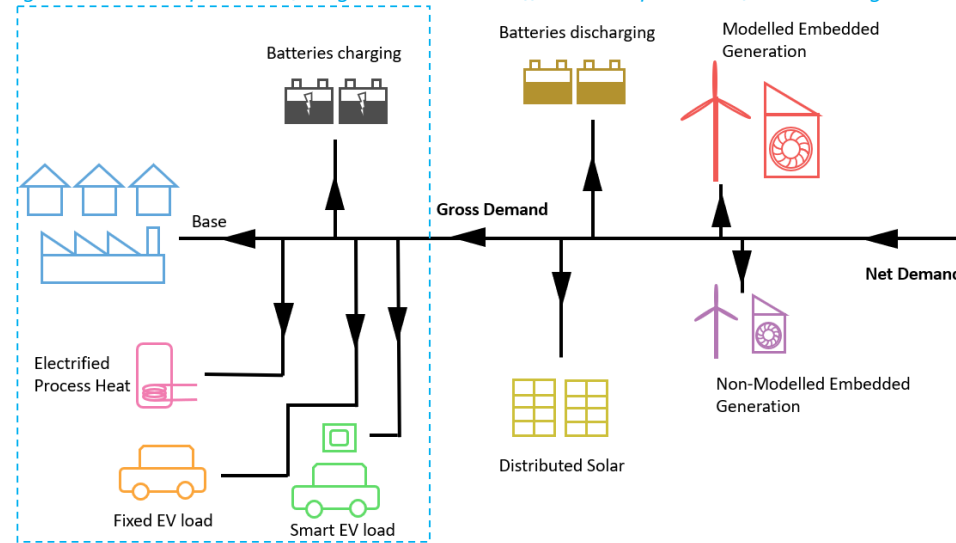 Batteries charging
Batteries discharging
Modelled Embedded
Generation
Base
Gross Demand
Net Demand
Electrified
Process Heat
Fixed EV load
Smart EV load
Distributed Solar
Non-Modelled Embedded
Generation